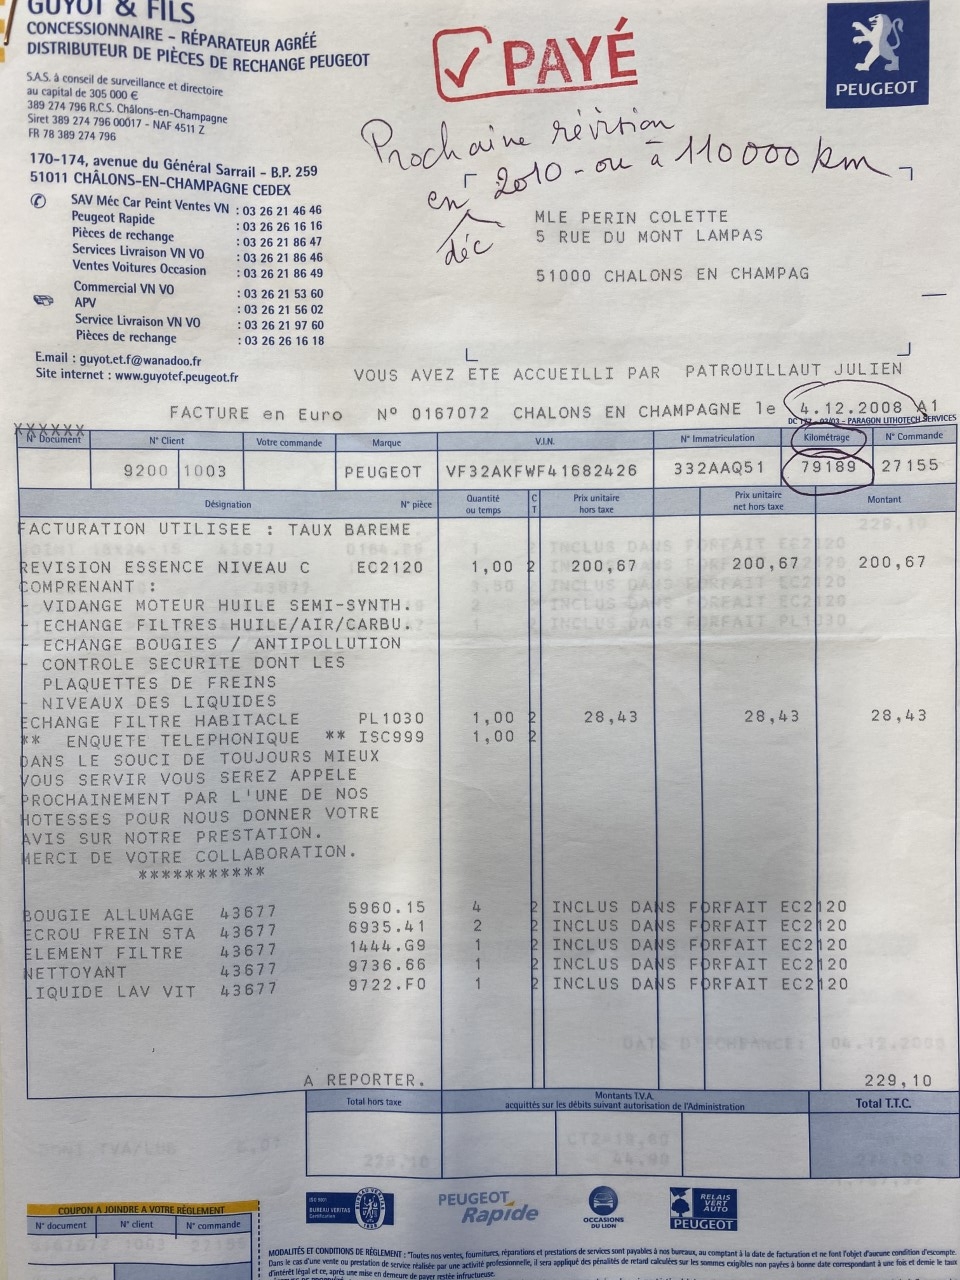 GUYOT & FILS
CONCESSIONNAIRE - RÉPARATEUR AGRÉÉ
DISTRIBUTEUR DE PIÈCES DE RECHANGE PEUGEOT
S.A.S. à conseil de surveillance et directoire
au capital de 305 000 €
389 274 796 R.C.S. Châlons-en-Champagne
Siret 389 274 796 00017 - NAF 4511 Z
FR 78 389 274 796
PAYÉ
PEUGEOT
Prochaine révision
en 2010 - ou à 110 000 km
déc
170-174, avenue du Général Sarrail - B.P. 259
51011 CHÂLONS-EN-CHAMPAGNE CEDEX
SAV Méc Car Peint Ventes VN : 03 26 21 46 46
Peugeot Rapide : 03 26 26 16 16
Pièces de rechange : 03 26 21 86 47
Services Livraison VN VO : 03 26 21 86 46
Ventes Voitures Occasion : 03 26 21 86 49
Commercial VN VO : 03 26 21 53 60
APV : 03 26 21 56 02
Service Livraison VN VO : 03 26 21 97 60
Pièces de rechange : 03 26 26 16 18
E.mail : guyot.et.f@wanadoo.fr
Site internet : www.guyotef.peugeot.fr
MLE PERIN COLETTE
5 RUE DU MONT LAMPAS
51000 CHALONS EN CHAMPAG
VOUS AVEZ ETE ACCUEILLI PAR PATROUILLAUT JULIEN
FACTURE en Euro N° 0167072 CHALONS EN CHAMPAGNE le 4.12.2008 A1
PARAGON LITHOTECH SERVICES
XXXXXX
N° Document N° Client Votre commande Marque V.I.N. N° Immatriculation Kilométrage N° Commande
9200 1003 PEUGEOT VF32AKFWF41682426 332AAQ51 79189 27155
Désignation N° pièce Quantité ou temps C T Prix unitaire hors taxe Prix unitaire net hors taxe Montant
FACTURATION UTILISEE : TAUX BAREME
REVISION ESSENCE NIVEAU C EC2120 1,00 2 200,67 200,67 200,67
COMPRENANT :
- VIDANGE MOTEUR HUILE SEMI-SYNTH.
- ECHANGE FILTRES HUILE/AIR/CARBU.
- ECHANGE BOUGIES / ANTIPOLLUTION
- CONTROLE SECURITE DONT LES
PLAQUETTES DE FREINS
- NIVEAUX DES LIQUIDES
ECHANGE FILTRE HABITACLE PL1030 1,00 2 28,43 28,43 28,43
** ENQUETE TELEPHONIQUE ** ISC999 1,00 2
DANS LE SOUCI DE TOUJOURS MIEUX
VOUS SERVIR VOUS SEREZ APPELE
PROCHAINEMENT PAR L'UNE DE NOS
HOTESSES POUR NOUS DONNER VOTRE
AVIS SUR NOTRE PRESTATION.
MERCI DE VOTRE COLLABORATION.
***********
BOUGIE ALLUMAGE 43677 5960.15 4 2 INCLUS DANS FORFAIT EC2120
ECROU FREIN STA 43677 6935.41 2 2 INCLUS DANS FORFAIT EC2120
ELEMENT FILTRE 43677 1444.G9 1 2 INCLUS DANS FORFAIT EC2120
NETTOYANT 43677 9736.66 1 2 INCLUS DANS FORFAIT EC2120
LIQUIDE LAV VIT 43677 9722.F0 1 2 INCLUS DANS FORFAIT EC2120
A REPORTER. 229,10
Total hors taxe Montants T.V.A. Total T.T.C.
acquittés sur les débits suivant autorisation de l'Administration
COUPON A JOINDRE A VOTRE RÉGLEMENT
N° document N° client N° commande
BUREAU VERITAS
Certification
PEUGEOT Rapide
OCCASIONS DU LION
RELAIS VERT AUTO
PEUGEOT
MODALITÉS ET CONDITIONS DE RÉGLEMENT : "Toutes nos ventes, fournitures, réparations et prestations de services sont payables à nos bureaux, au comptant à la date de facturation et ne font l'objet d'aucune condition d'escompte.
Dans le cas d'une vente ou prestation de service réalisée par une activité professionnelle, il sera appliqué des pénalités de retard calculées sur les sommes exigibles non payées à bonne date correspondant à une fois et demie le taux
d'intérêt légal et ce, après une mise en demeure de payer restée infructueuse.